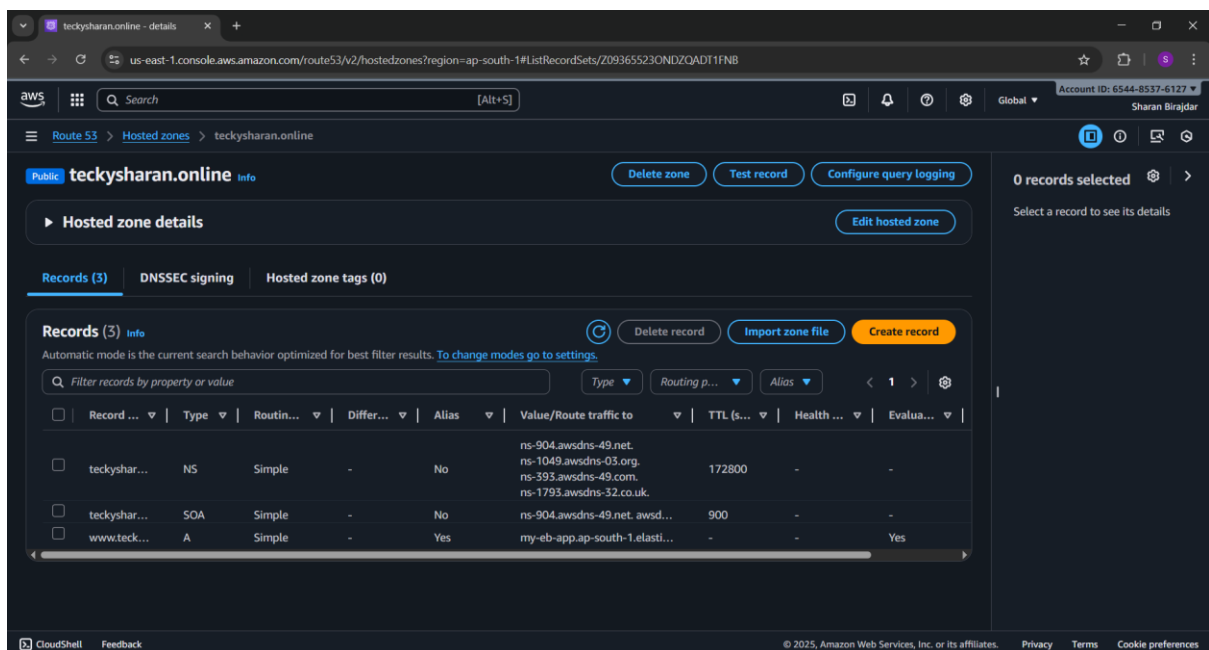 teckysharan.online - details
us-east-1.console.aws.amazon.com/route53/v2/hostedzones?region=ap-south-1#ListRecordSets/Z09365523ONDZQADT1FNB
S
aws Search [Alt+S] Global Account ID: 6544-8537-6127
Sharan Birajdar
Route 53 > Hosted zones > teckysharan.online
Public teckysharan.online Info Delete zone Test record Configure query logging
0 records selected
Select a record to see its details
Hosted zone details Edit hosted zone
Records (3) DNSSEC signing Hosted zone tags (0)
Records (3) Info Delete record Import zone file Create record
Automatic mode is the current search behavior optimized for best filter results. To change modes go to settings.
Filter records by property or value Type Routing p... Alias 1
Record ... Type Routin... Differ... Alias Value/Route traffic to TTL (s... Health ... Evalua...
ns-904.awsdns-49.net.
ns-1049.awsdns-03.org.
teckyshar... NS Simple - No ns-393.awsdns-49.com. 172800 - -
ns-1793.awsdns-32.co.uk.
teckyshar... SOA Simple - No ns-904.awsdns-49.net. awsd... 900 - -
www.teck... A Simple - Yes my-eb-app.ap-south-1.elasti... - - Yes
CloudShell Feedback © 2025, Amazon Web Services, Inc. or its affiliates. Privacy Terms Cookie preferences